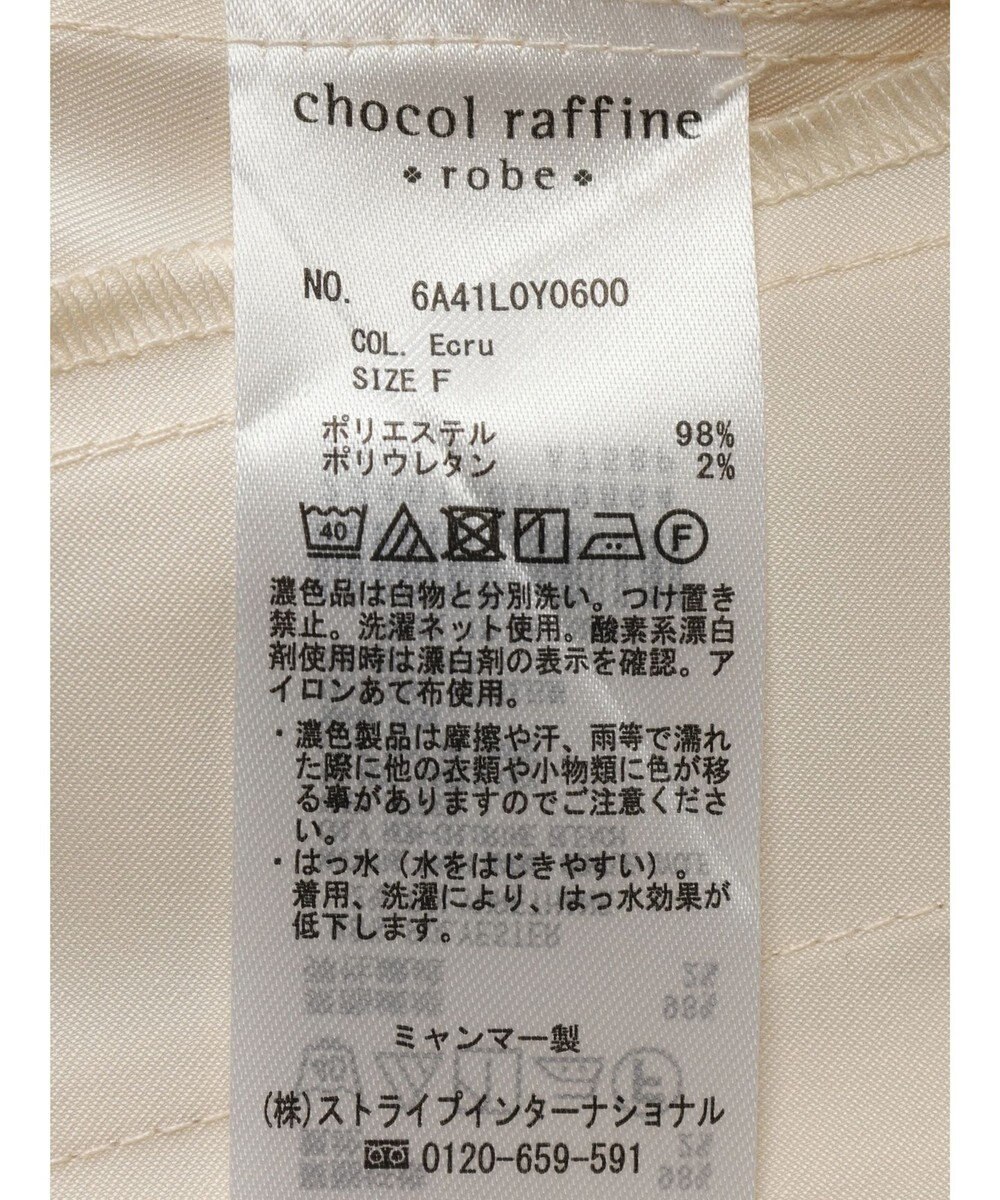 chocol raffine
robe
NO. 6A41L0Y0600
COL. Ecru
SIZE F
ポリエステル 98%
ポリウレタン 2%
40 F
濃色品は白物と分別洗い。つけ置き
禁止。洗濯ネット使用。酸素系漂白
剤使用時は漂白剤の表示を確認。ア
イロンあて布使用。
・濃色製品は摩擦や汗、雨等で濡れ
た際に他の衣類や小物類に色が移
る事がありますのでご注意くださ
い。
・はっ水（水をはじきやすい）。
着用、洗濯により、はっ水効果が
低下します。
ミャンマー製
(株)ストライプインターナショナル
0120-659-591